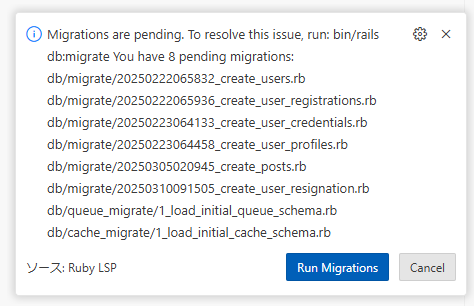 Migrations are pending. To resolve this issue, run: bin/rails
db:migrate You have 8 pending migrations:
db/migrate/20250222065832_create_users.rb
db/migrate/20250222065936_create_user_registrations.rb
db/migrate/20250223064133_create_user_credentials.rb
db/migrate/20250223064458_create_user_profiles.rb
db/migrate/20250305020945_create_posts.rb
db/migrate/20250310091505_create_user_resignation.rb
db/queue_migrate/1_load_initial_queue_schema.rb
db/cache_migrate/1_load_initial_cache_schema.rb
ソース: Ruby LSP
Run Migrations
Cancel